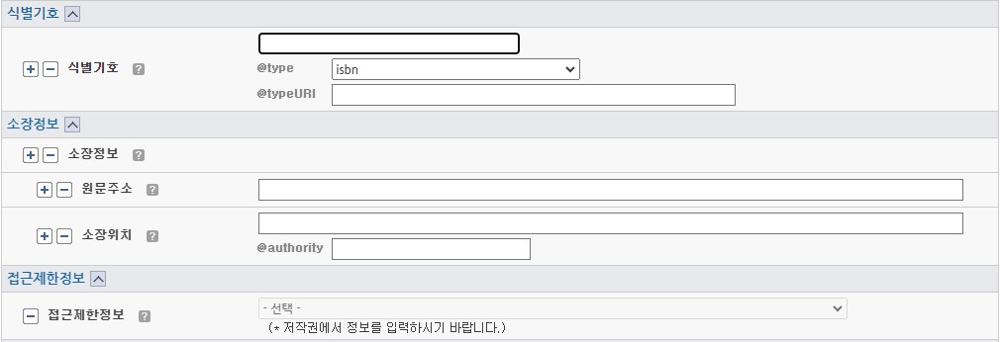 식별기호
식별기호 ?
@type isbn
@typeURI
소장정보
소장정보 ?
원문주소 ?
소장위치 ?
@authority
접근제한정보
접근제한정보 ? - 선택 -
(* 저작권에서 정보를 입력하시기 바랍니다.)